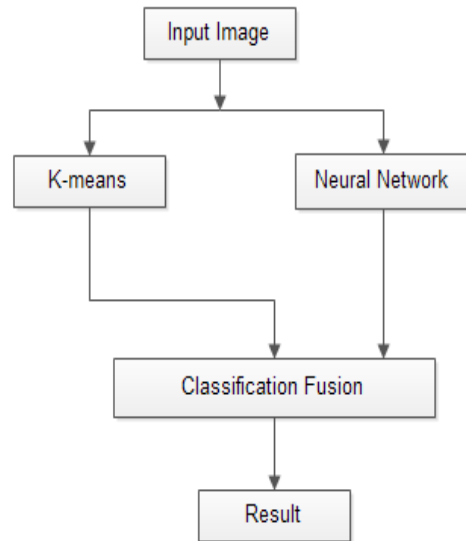 Input Image
K-means
Neural Network
Classification Fusion
Result